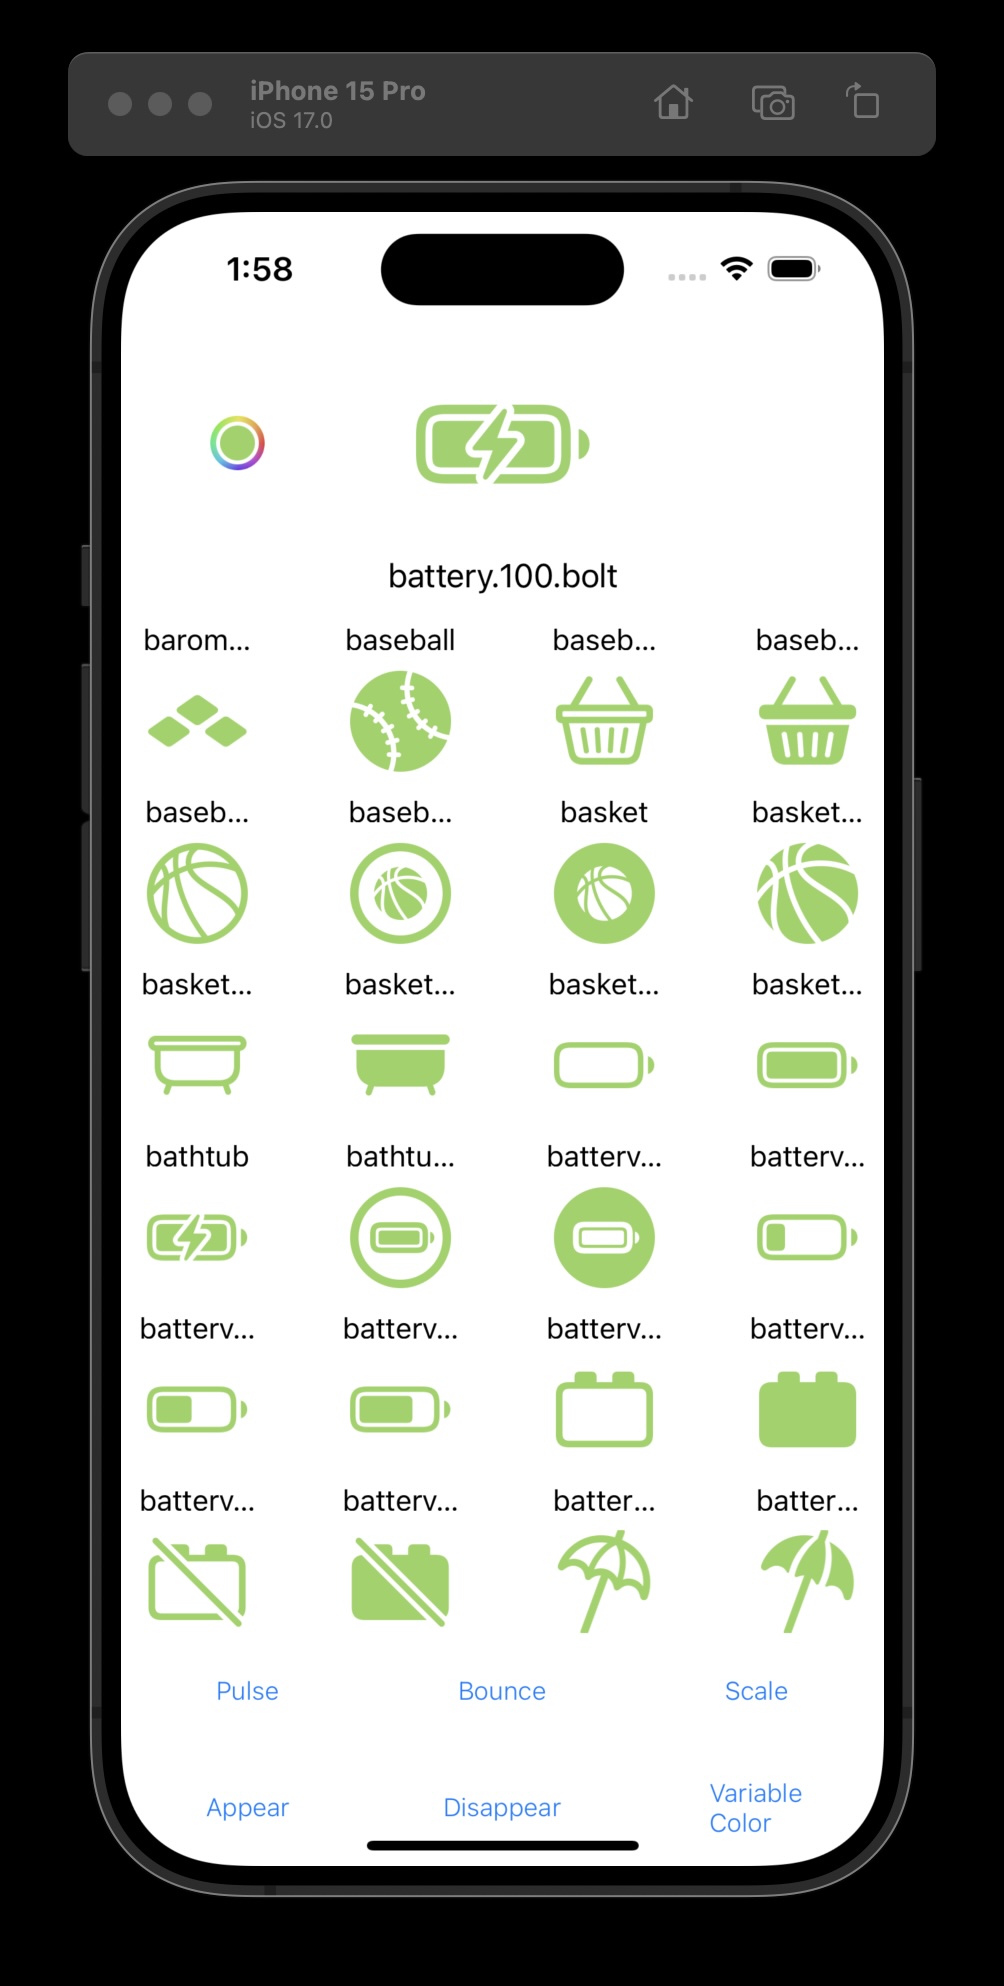 iPhone 15 Pro
iOS 17.0
1:58
battery.100.bolt
barom... baseball baseb... baseb...
baseb... baseb... basket basket...
basket... basket... basket... basket...
bathtub bathtu... batterv... batterv...
batterv... batterv... batterv... batterv...
batterv... batterv... batter... batter...
Pulse Bounce Scale
Appear Disappear Variable
Color